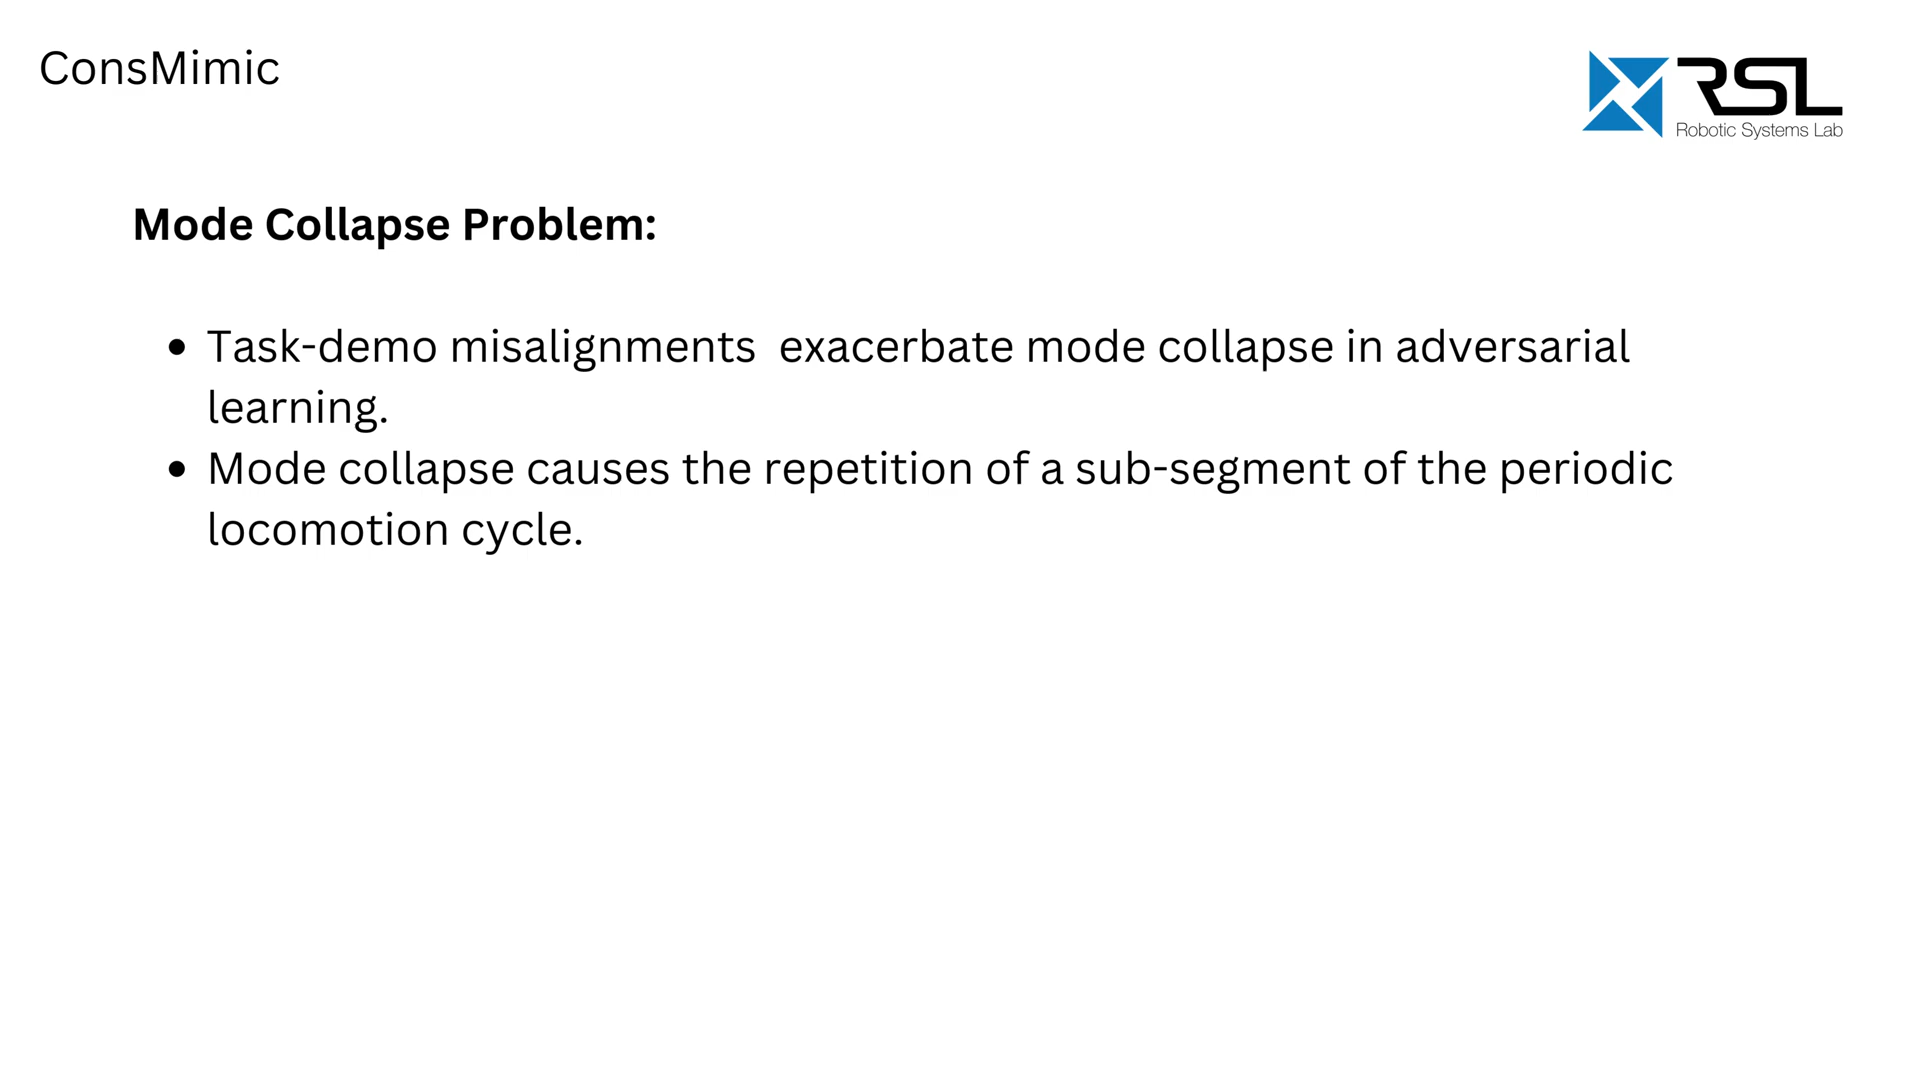 ConsMimic
RSL
Robotic Systems Lab
Mode Collapse Problem:
• Task-demo misalignments  exacerbate mode collapse in adversarial
learning.
• Mode collapse causes the repetition of a sub-segment of the periodic
locomotion cycle.